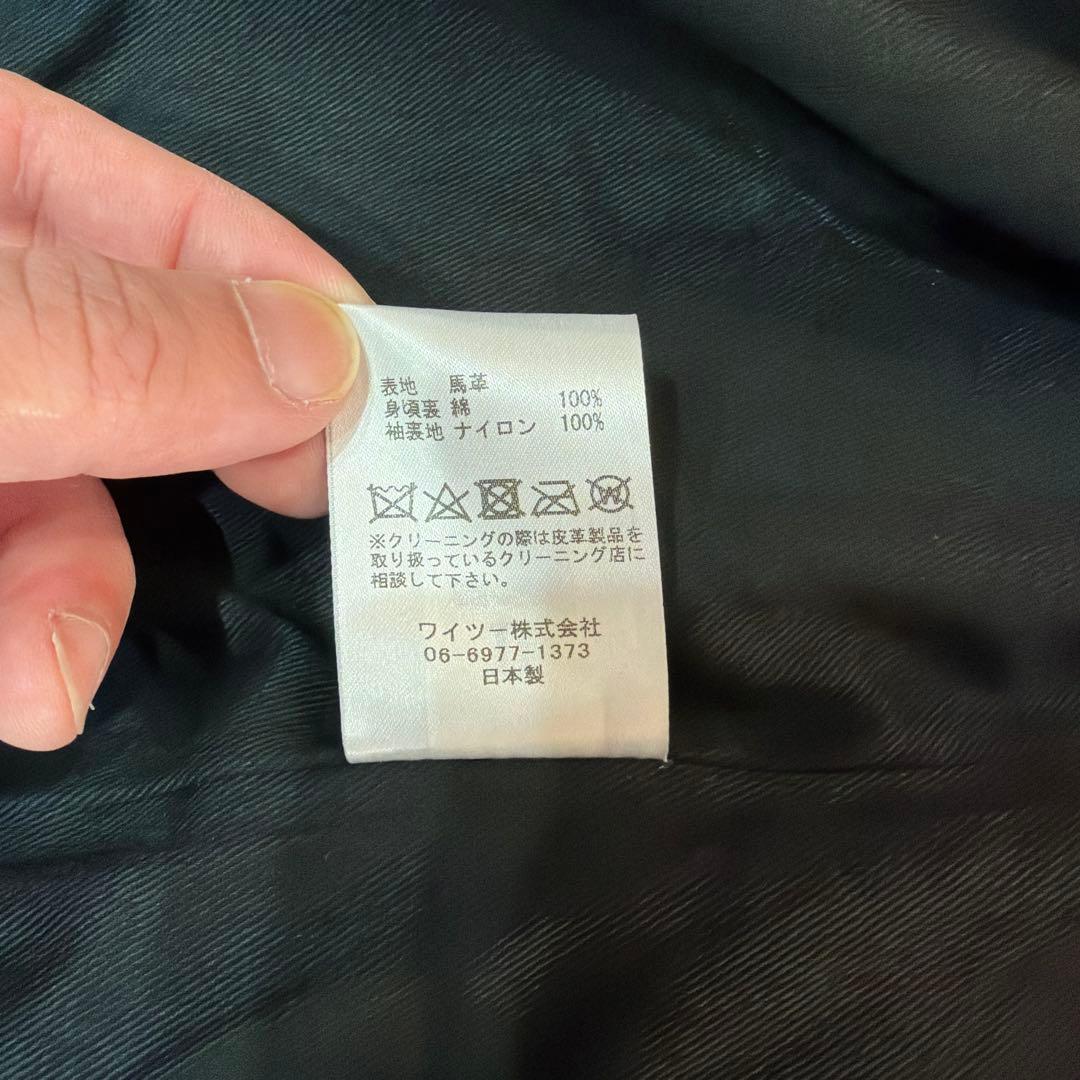 表地 馬革
身頃裏 綿 100%
袖裏地 ナイロン 100%
※クリーニングの際は皮革製品を
取り扱っているクリーニング店に
相談して下さい。
ワイツー株式会社
06-6977-1373
日本製